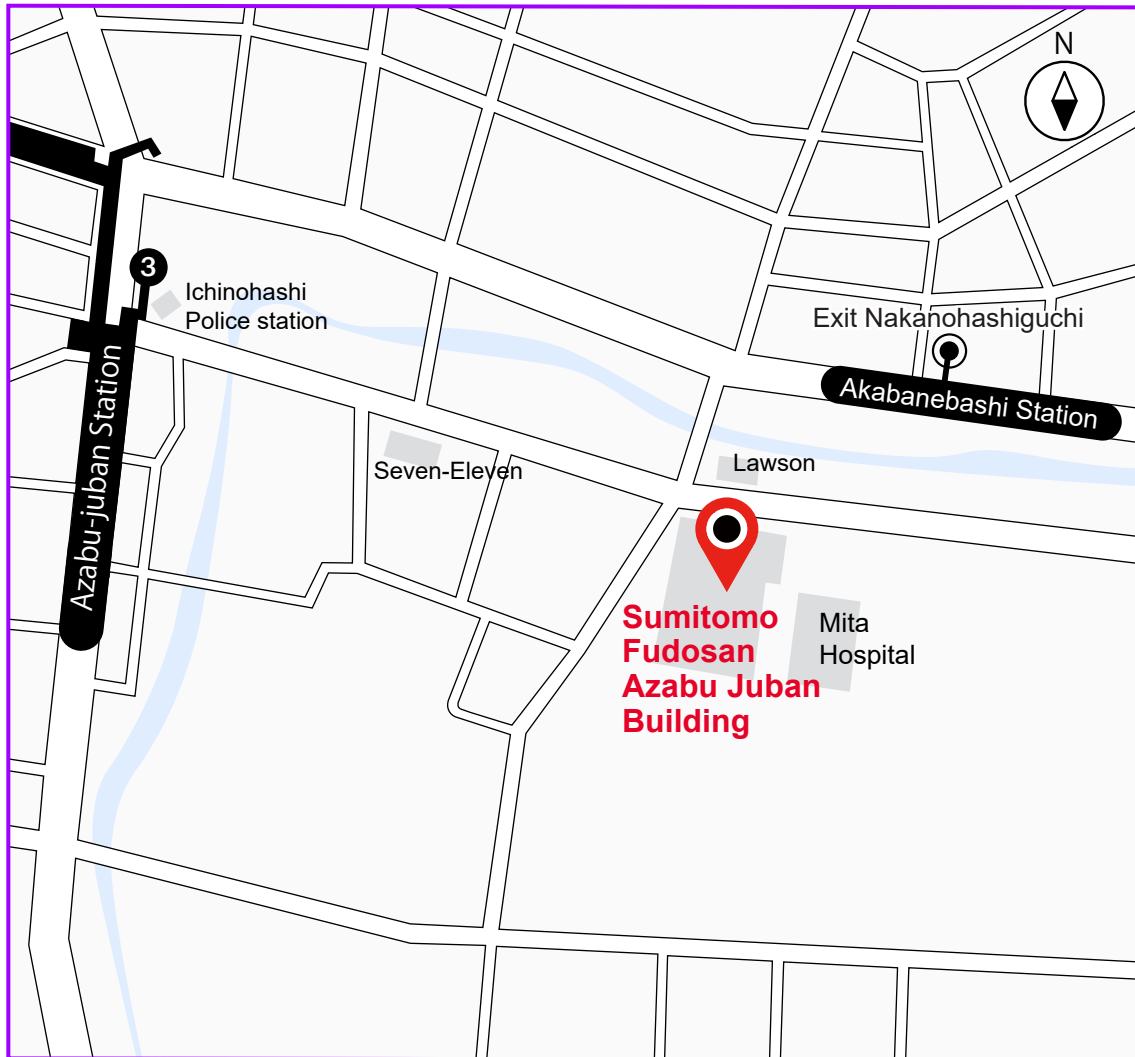 N
3
Ichinohashi
Police station
Exit Nakanohashiguchi
Akabanebashi Station
Azabu-juban Station
Seven-Eleven
Lawson
Sumitomo
Fudosan
Azabu Juban
Building
Mita
Hospital